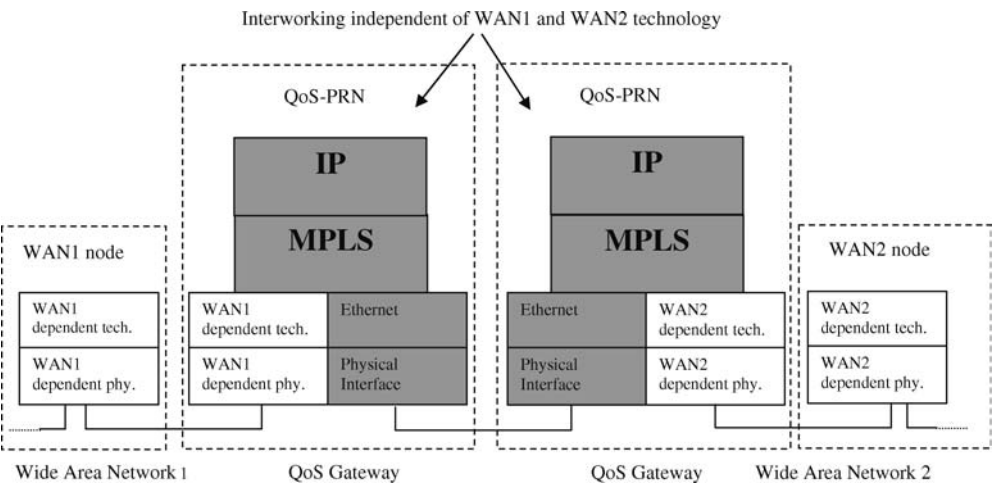 Interworking independent of WAN1 and WAN2 technology
QoS-PRN
QoS-PRN
IP
IP
MPLS
MPLS
WAN1 node
WAN2 node
WAN1
dependent tech.
WAN1
dependent phy.
WAN1
dependent tech.
Ethernet
WAN1
dependent phy.
Physical
Interface
Ethernet
WAN2
dependent tech.
Physical
Interface
WAN2
dependent phy.
WAN2
dependent tech.
WAN2
dependent phy.
Wide Area Network 1
QoS Gateway
QoS Gateway
Wide Area Network 2